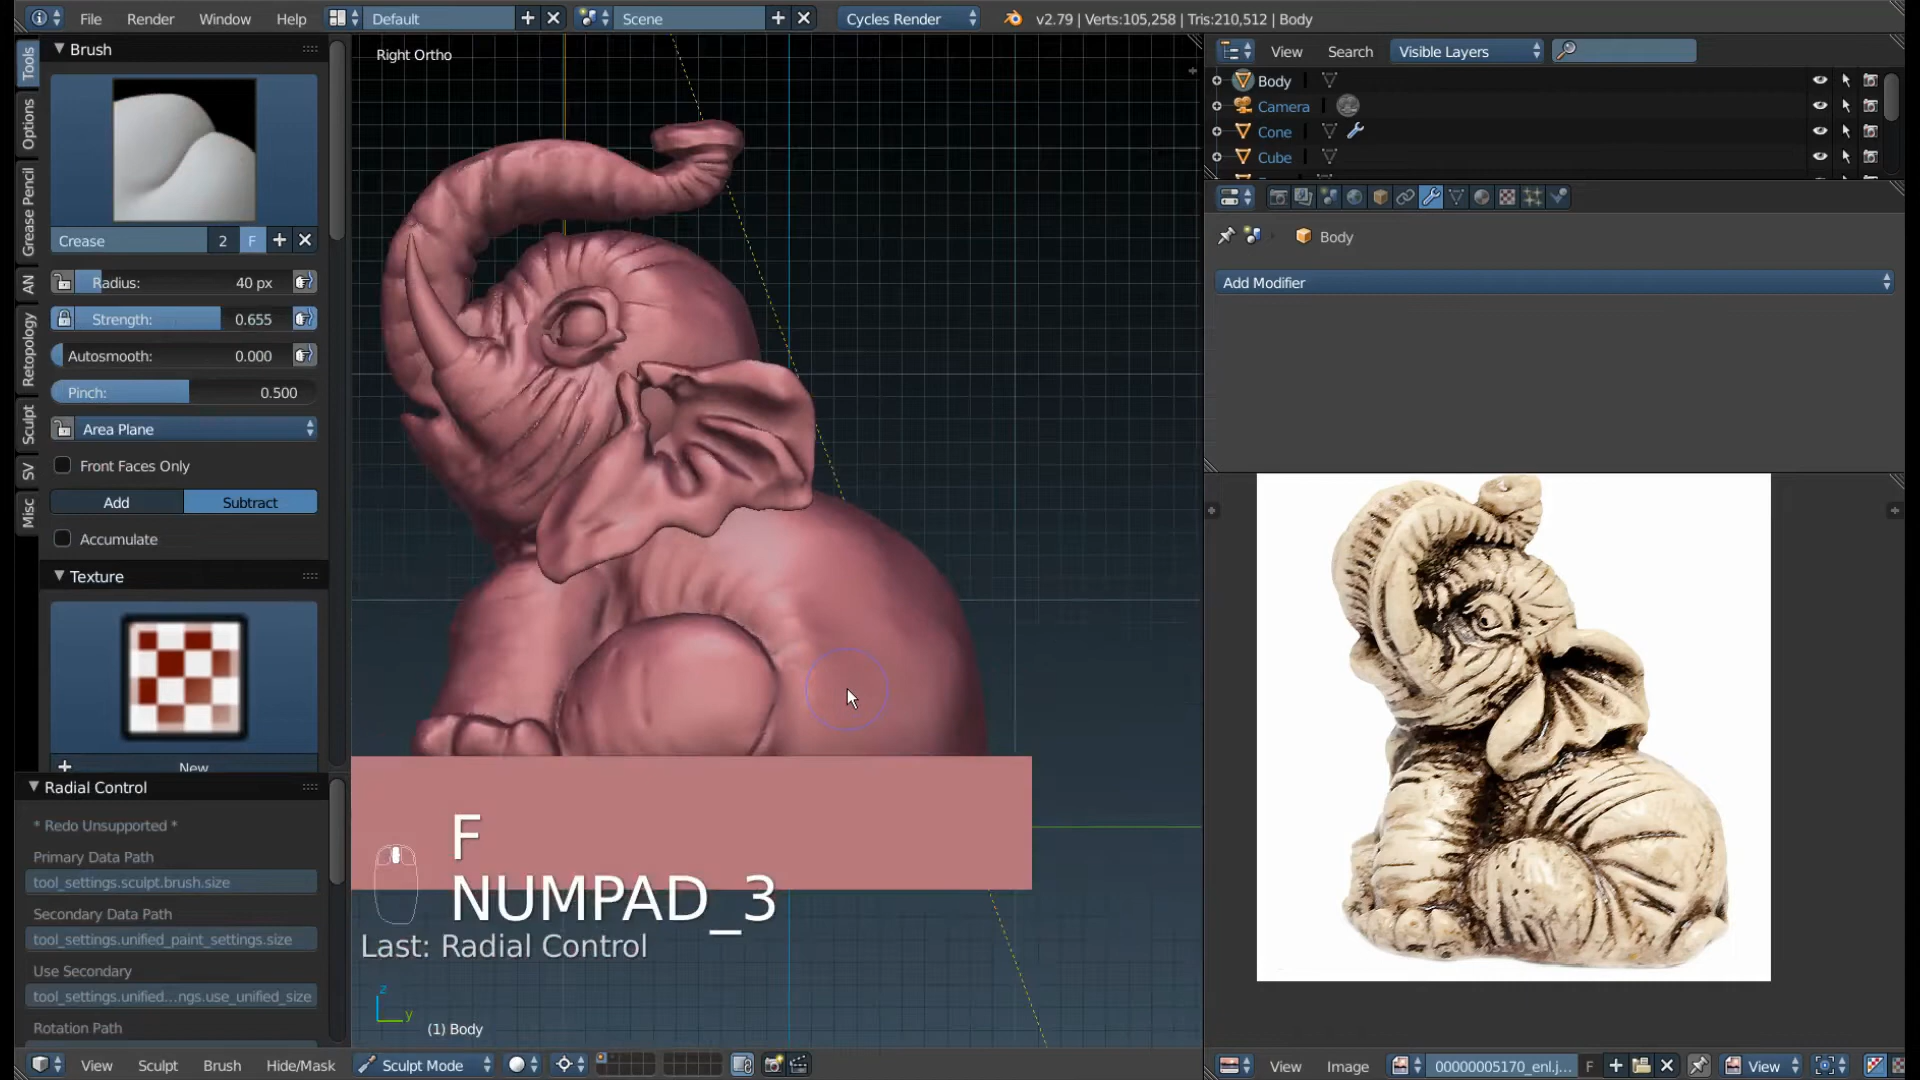 File Render Window Help Default Scene Cycles Render v2.79 | Verts:105,258 | Tris:210,512 | Body
Tools
Options
Grease Pencil
AN
Retopology
Sculpt
SV
Misc
Brush
Crease 2 F
Radius: 40 px
Strength: 0.655
Autosmooth: 0.000
Pinch: 0.500
Area Plane
Front Faces Only
Add Subtract
Accumulate
Texture
New
Radial Control
* Redo Unsupported *
Primary Data Path
tool_settings.sculpt.brush.size
Secondary Data Path
tool_settings.unified_paint_settings.size
Use Secondary
tool_settings.unified...ngs.use_unified_size
Rotation Path
Right Ortho
F
NUMPAD_3
Last: Radial Control
z
y
(1) Body
View Sculpt Brush Hide/Mask Sculpt Mode
View Search Visible Layers
Body
Camera
Cone
Cube
Body
Add Modifier
View Image 00000005170_enl.j... F View